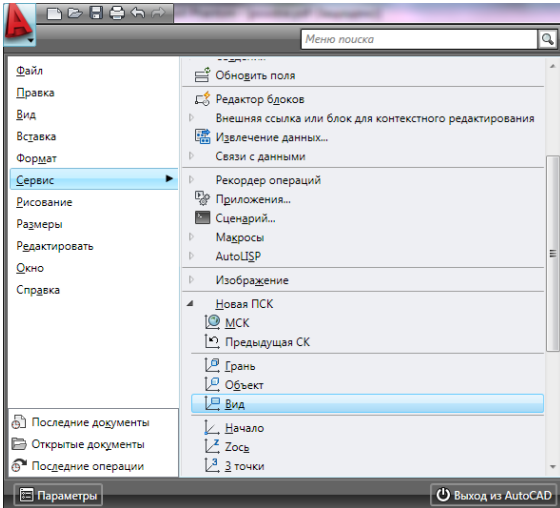 Меню поиска
Файл
Правка
Вид
Вставка
Формат
Сервис
Рисование
Размеры
Редактировать
Окно
Справка
Последние документы
Открытые документы
Последние операции
Обновить поля
Редактор блоков
Внешняя ссылка или блок для контекстного редактирования
Извлечение данных...
Связи с данными
Рекордер операций
Приложения...
Сценарий...
Макросы
AutoLISP
Изображение
Новая ПСК
МСК
Предыдущая СК
Грань
Объект
Вид
Начало
Zось
3 точки
Параметры
Выход из AutoCAD